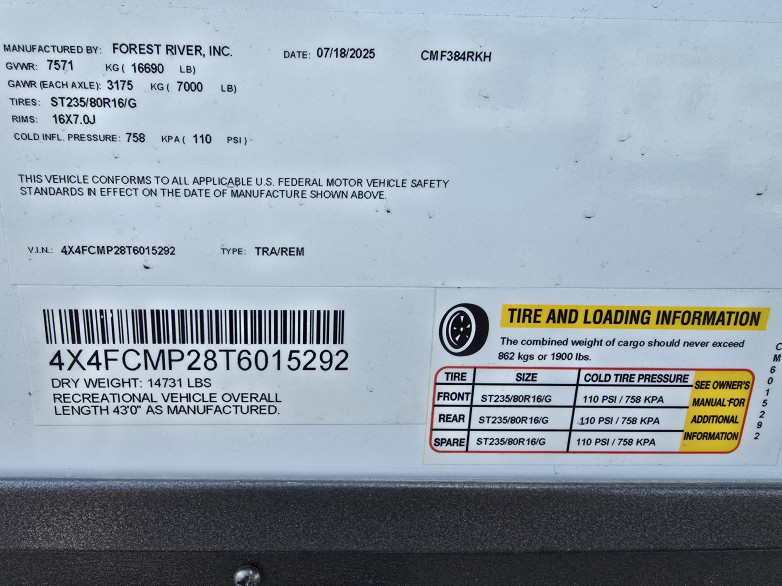 MANUFACTURED BY: FOREST RIVER, INC. DATE: 07/18/2025 CMF384RKH
GVWR: 7571 KG ( 16690 LB)
GAWR (EACH AXLE): 3175 KG ( 7000 LB)
TIRES: ST235/80R16/G
RIMS: 16X7.0J
COLD INFL. PRESSURE: 758 KPA ( 110 PSI )
THIS VEHICLE CONFORMS TO ALL APPLICABLE U.S. FEDERAL MOTOR VEHICLE SAFETY
STANDARDS IN EFFECT ON THE DATE OF MANUFACTURE SHOWN ABOVE.
V.I.N.: 4X4FCMP28T6015292 TYPE: TRA/REM
4X4FCMP28T6015292
DRY WEIGHT: 14731 LBS
RECREATIONAL VEHICLE OVERALL
LENGTH 43'0" AS MANUFACTURED.
TIRE AND LOADING INFORMATION
The combined weight of cargo should never exceed
862 kgs or 1900 lbs.
TIRE SIZE COLD TIRE PRESSURE
FRONT ST235/80R16/G 110 PSI / 758 KPA
REAR ST235/80R16/G 110 PSI / 758 KPA
SPARE ST235/80R16/G 110 PSI / 758 KPA
SEE OWNER'S
MANUAL FOR
ADDITIONAL
INFORMATION
CM6015292